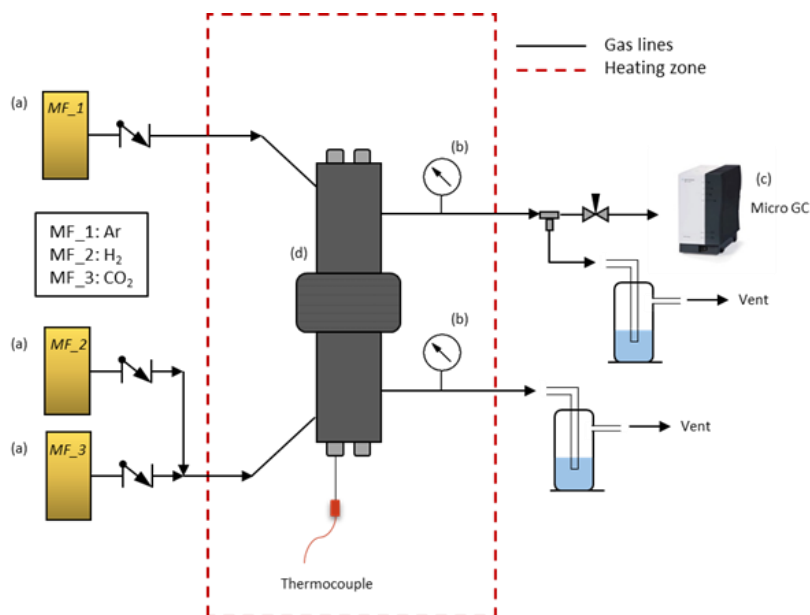 Gas lines
Heating zone
(a)
MF_1
(b)
(c)
Micro GC
MF_1: Ar
MF_2: H₂
MF_3: CO₂
(d)
Vent
(a)
MF_2
(b)
(a)
MF_3
Vent
Thermocouple